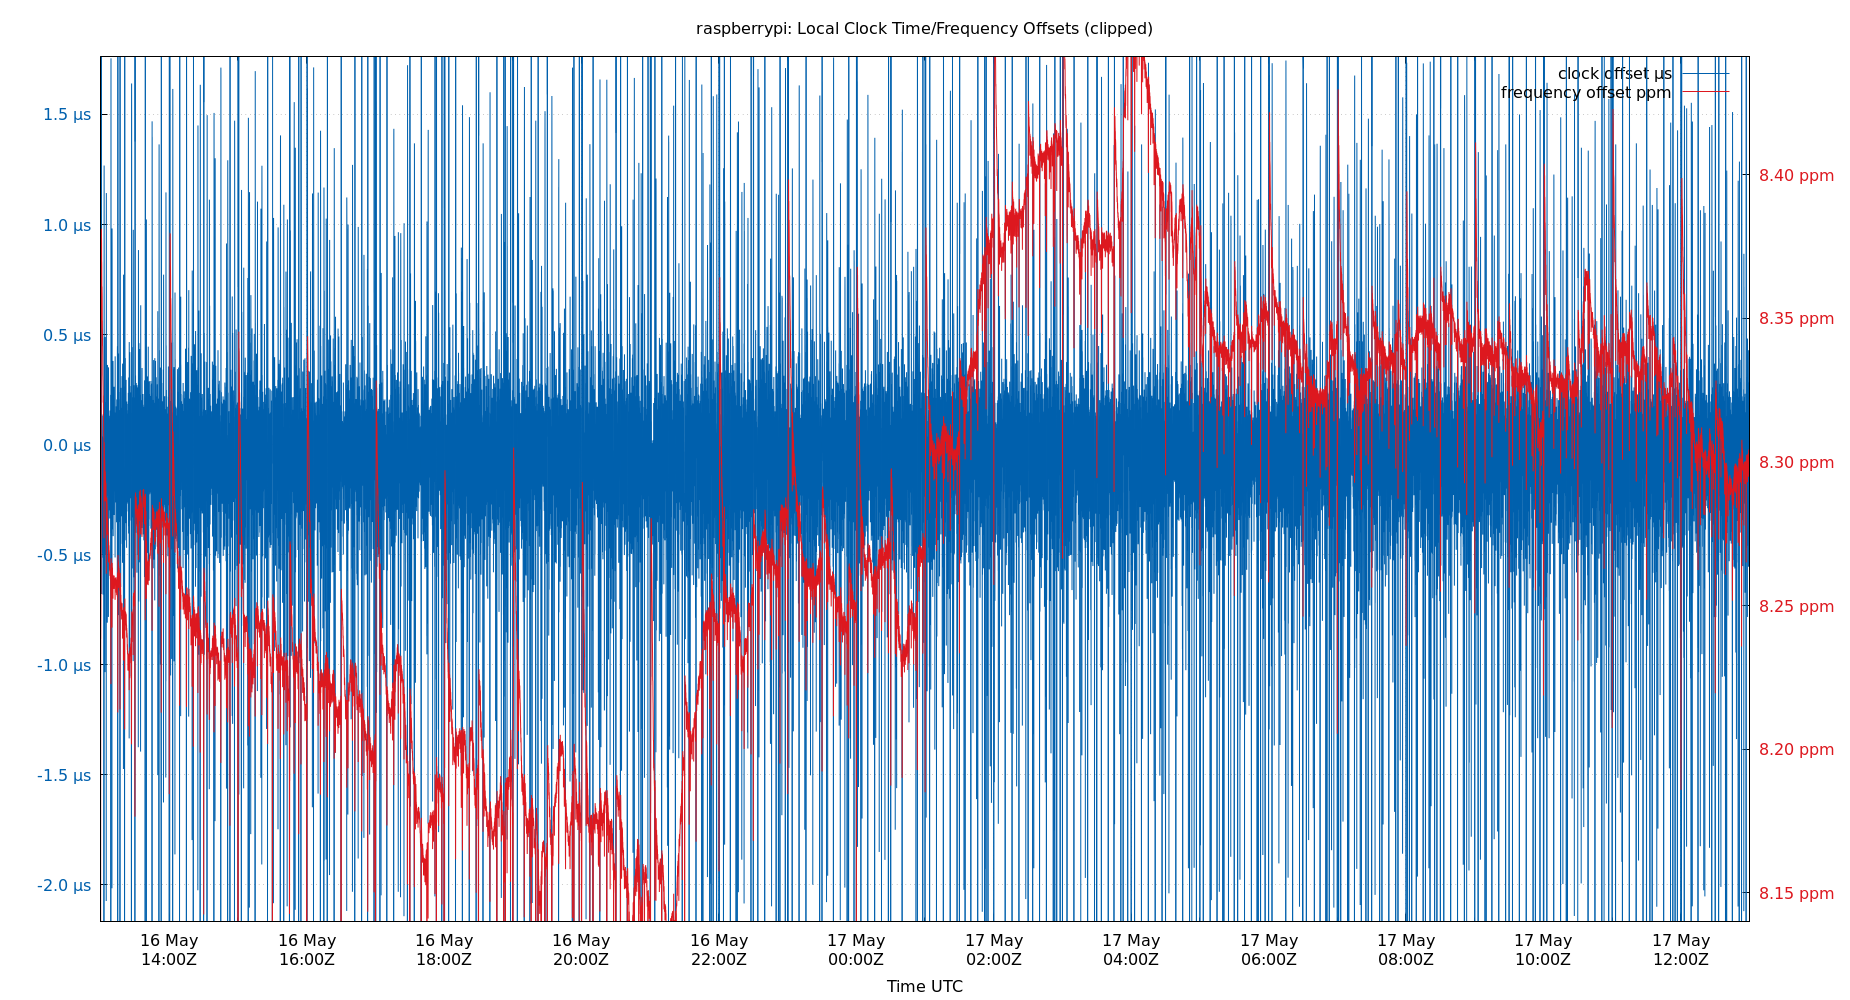 raspberrypi: Local Clock Time/Frequency Offsets (clipped)
clock offset µs
frequency offset ppm
1.5 µs
1.0 µs
0.5 µs
0.0 µs
-0.5 µs
-1.0 µs
-1.5 µs
-2.0 µs
8.40 ppm
8.35 ppm
8.30 ppm
8.25 ppm
8.20 ppm
8.15 ppm
16 May 16 May 16 May 16 May 16 May 17 May 17 May 17 May 17 May 17 May 17 May 17 May
14:00Z 16:00Z 18:00Z 20:00Z 22:00Z 00:00Z 02:00Z 04:00Z 06:00Z 08:00Z 10:00Z 12:00Z
Time UTC